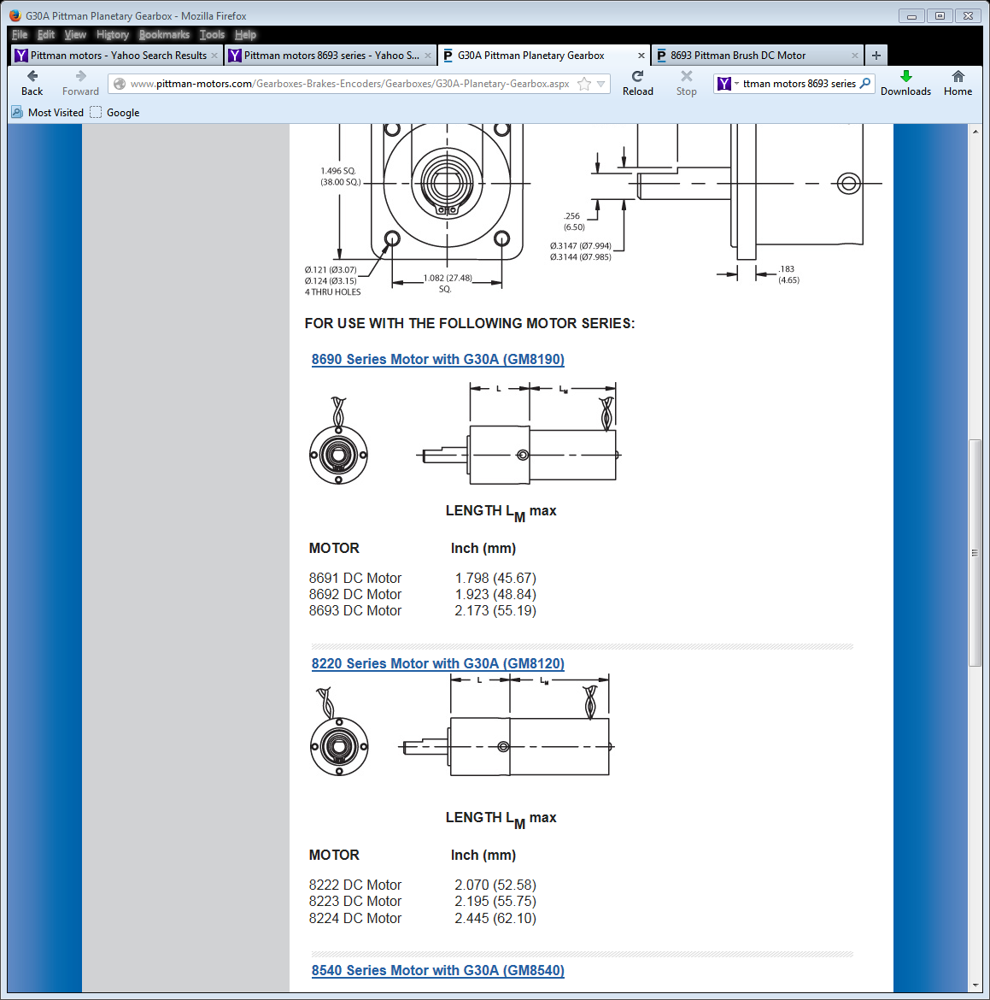 G30A Pittman Planetary Gearbox - Mozilla Firefox
File Edit View History Bookmarks Tools Help
Pittman motors - Yahoo Search Results
Pittman motors 8693 series - Yahoo S...
G30A Pittman Planetary Gearbox
8693 Pittman Brush DC Motor
Back
Forward
www.pittman-motors.com/Gearboxes-Brakes-Encoders/Gearboxes/G30A-Planetary-Gearbox.aspx
Reload
Stop
ttman motors 8693 series
Downloads
Home
Most Visited
Google
1.496 SQ.
(38.00 SQ.)
.256
(6.50)
Ø.3147 (Ø7.994)
Ø.3144 (Ø7.985)
Ø.121 (Ø3.07)
Ø.124 (Ø3.15)
4 THRU HOLES
1.082 (27.48)
SQ.
.183
(4.65)
FOR USE WITH THE FOLLOWING MOTOR SERIES:
8690 Series Motor with G30A (GM8190)
L LM
LENGTH LM max
MOTOR Inch (mm)
8691 DC Motor 1.798 (45.67)
8692 DC Motor 1.923 (48.84)
8693 DC Motor 2.173 (55.19)
8220 Series Motor with G30A (GM8120)
L LM
LENGTH LM max
MOTOR Inch (mm)
8222 DC Motor 2.070 (52.58)
8223 DC Motor 2.195 (55.75)
8224 DC Motor 2.445 (62.10)
8540 Series Motor with G30A (GM8540)